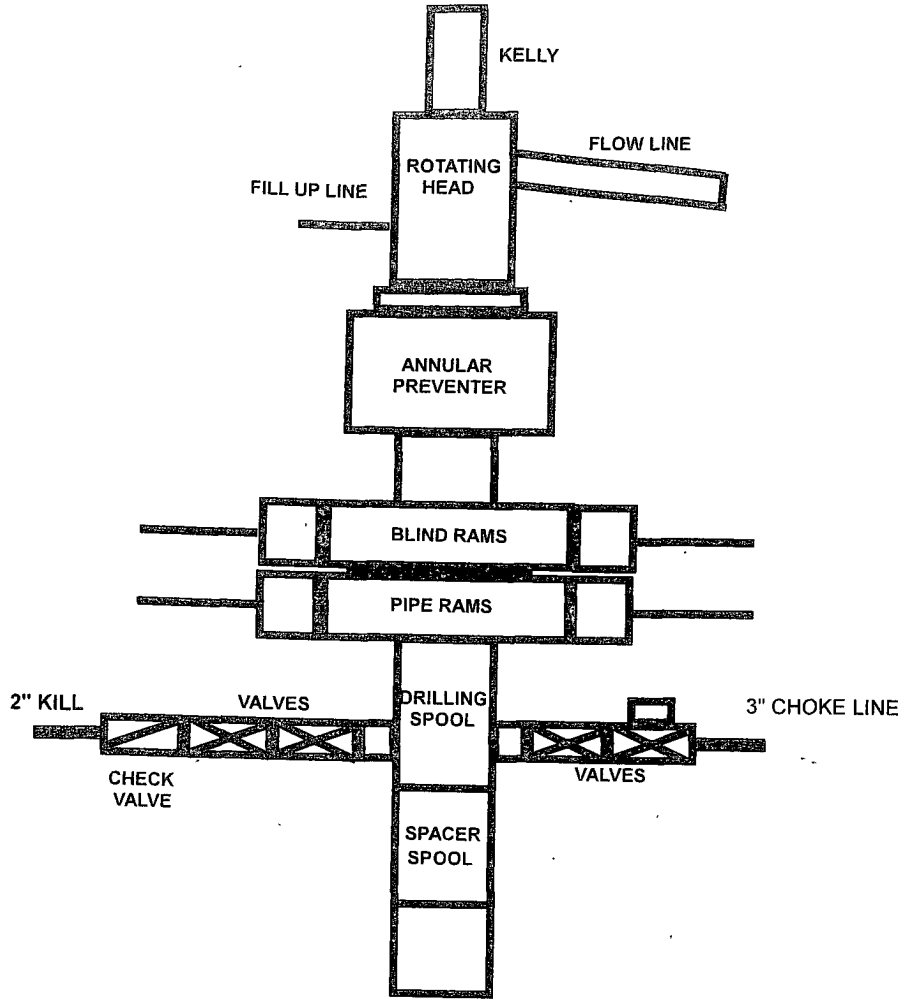 KELLY
FLOW LINE
ROTATING
HEAD
FILL UP LINE
ANNULAR
PREVENTER
BLIND RAMS
PIPE RAMS
2" KILL
VALVES
DRILLING
SPOOL
3" CHOKE LINE
CHECK
VALVE
VALVES
SPACER
SPOOL